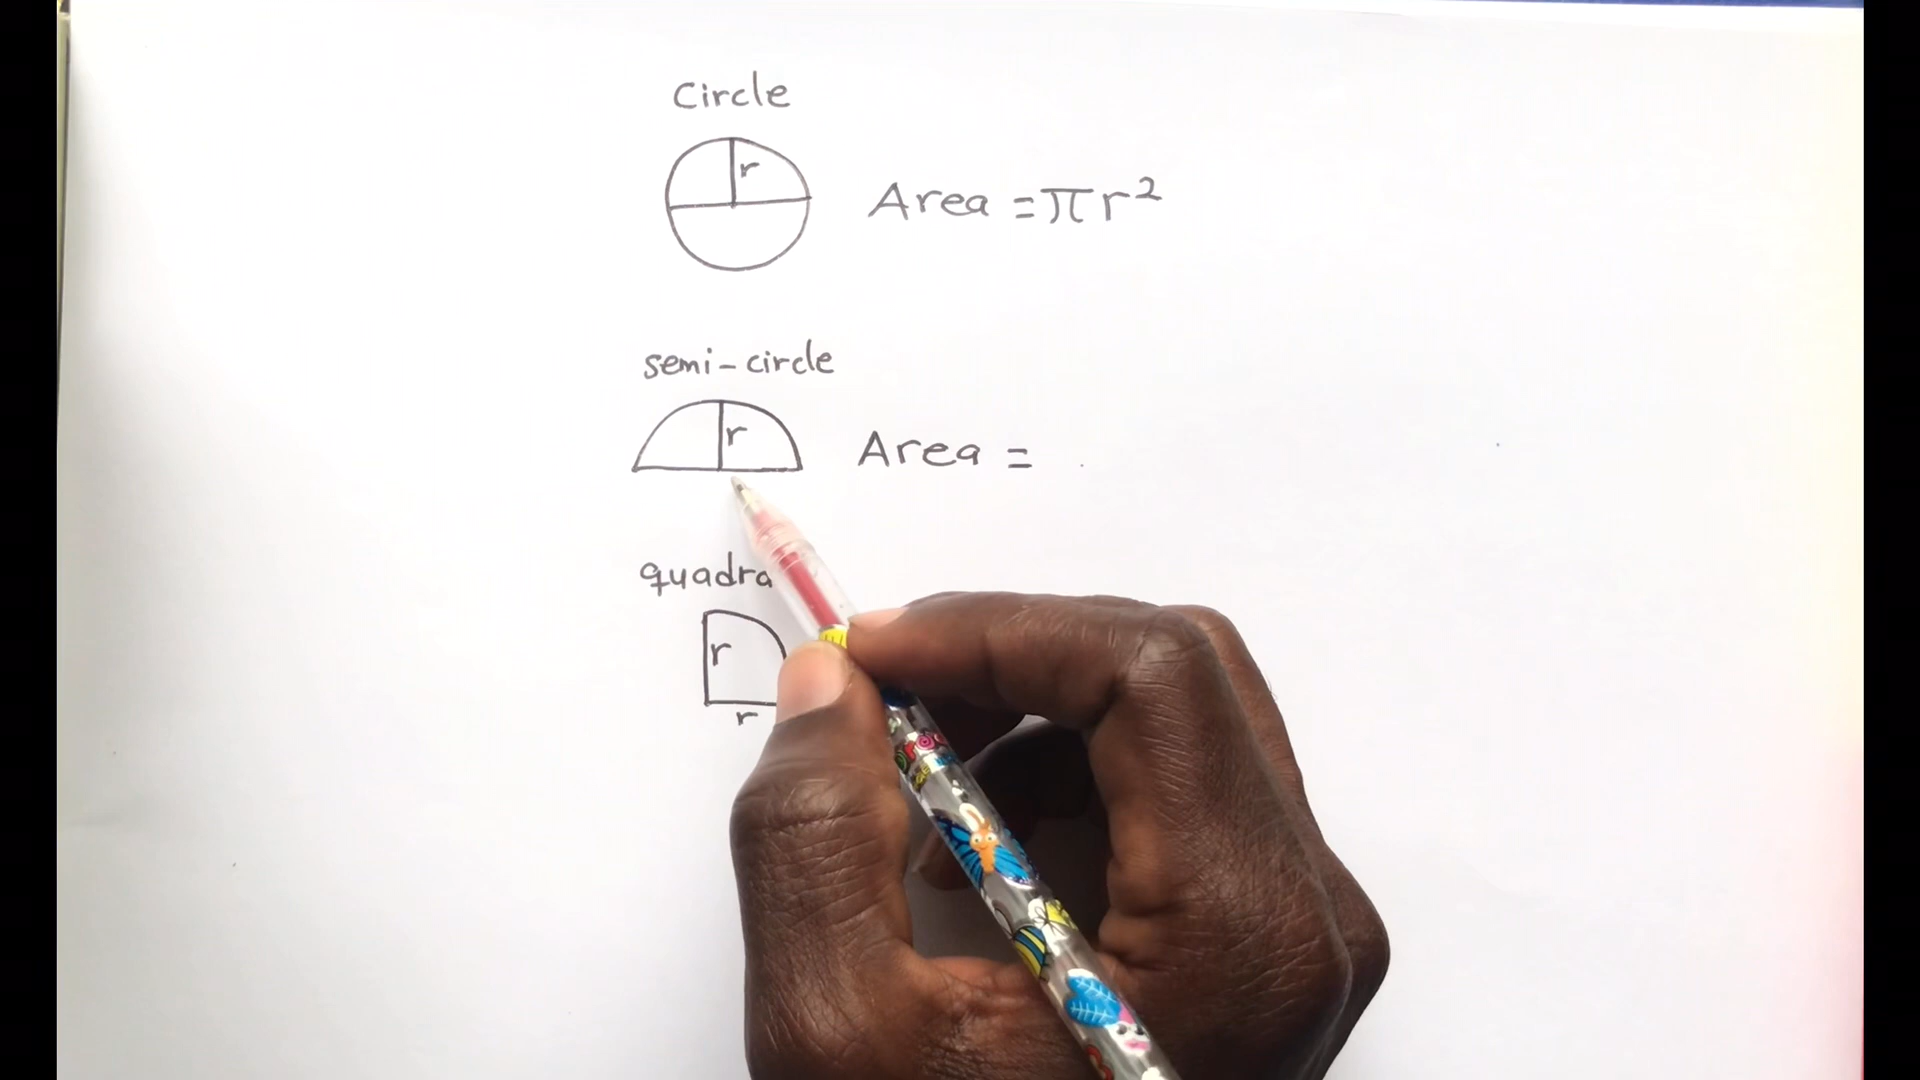 Circle
r
Area = πr²
semi-circle
r
Area =
quadra
r
r